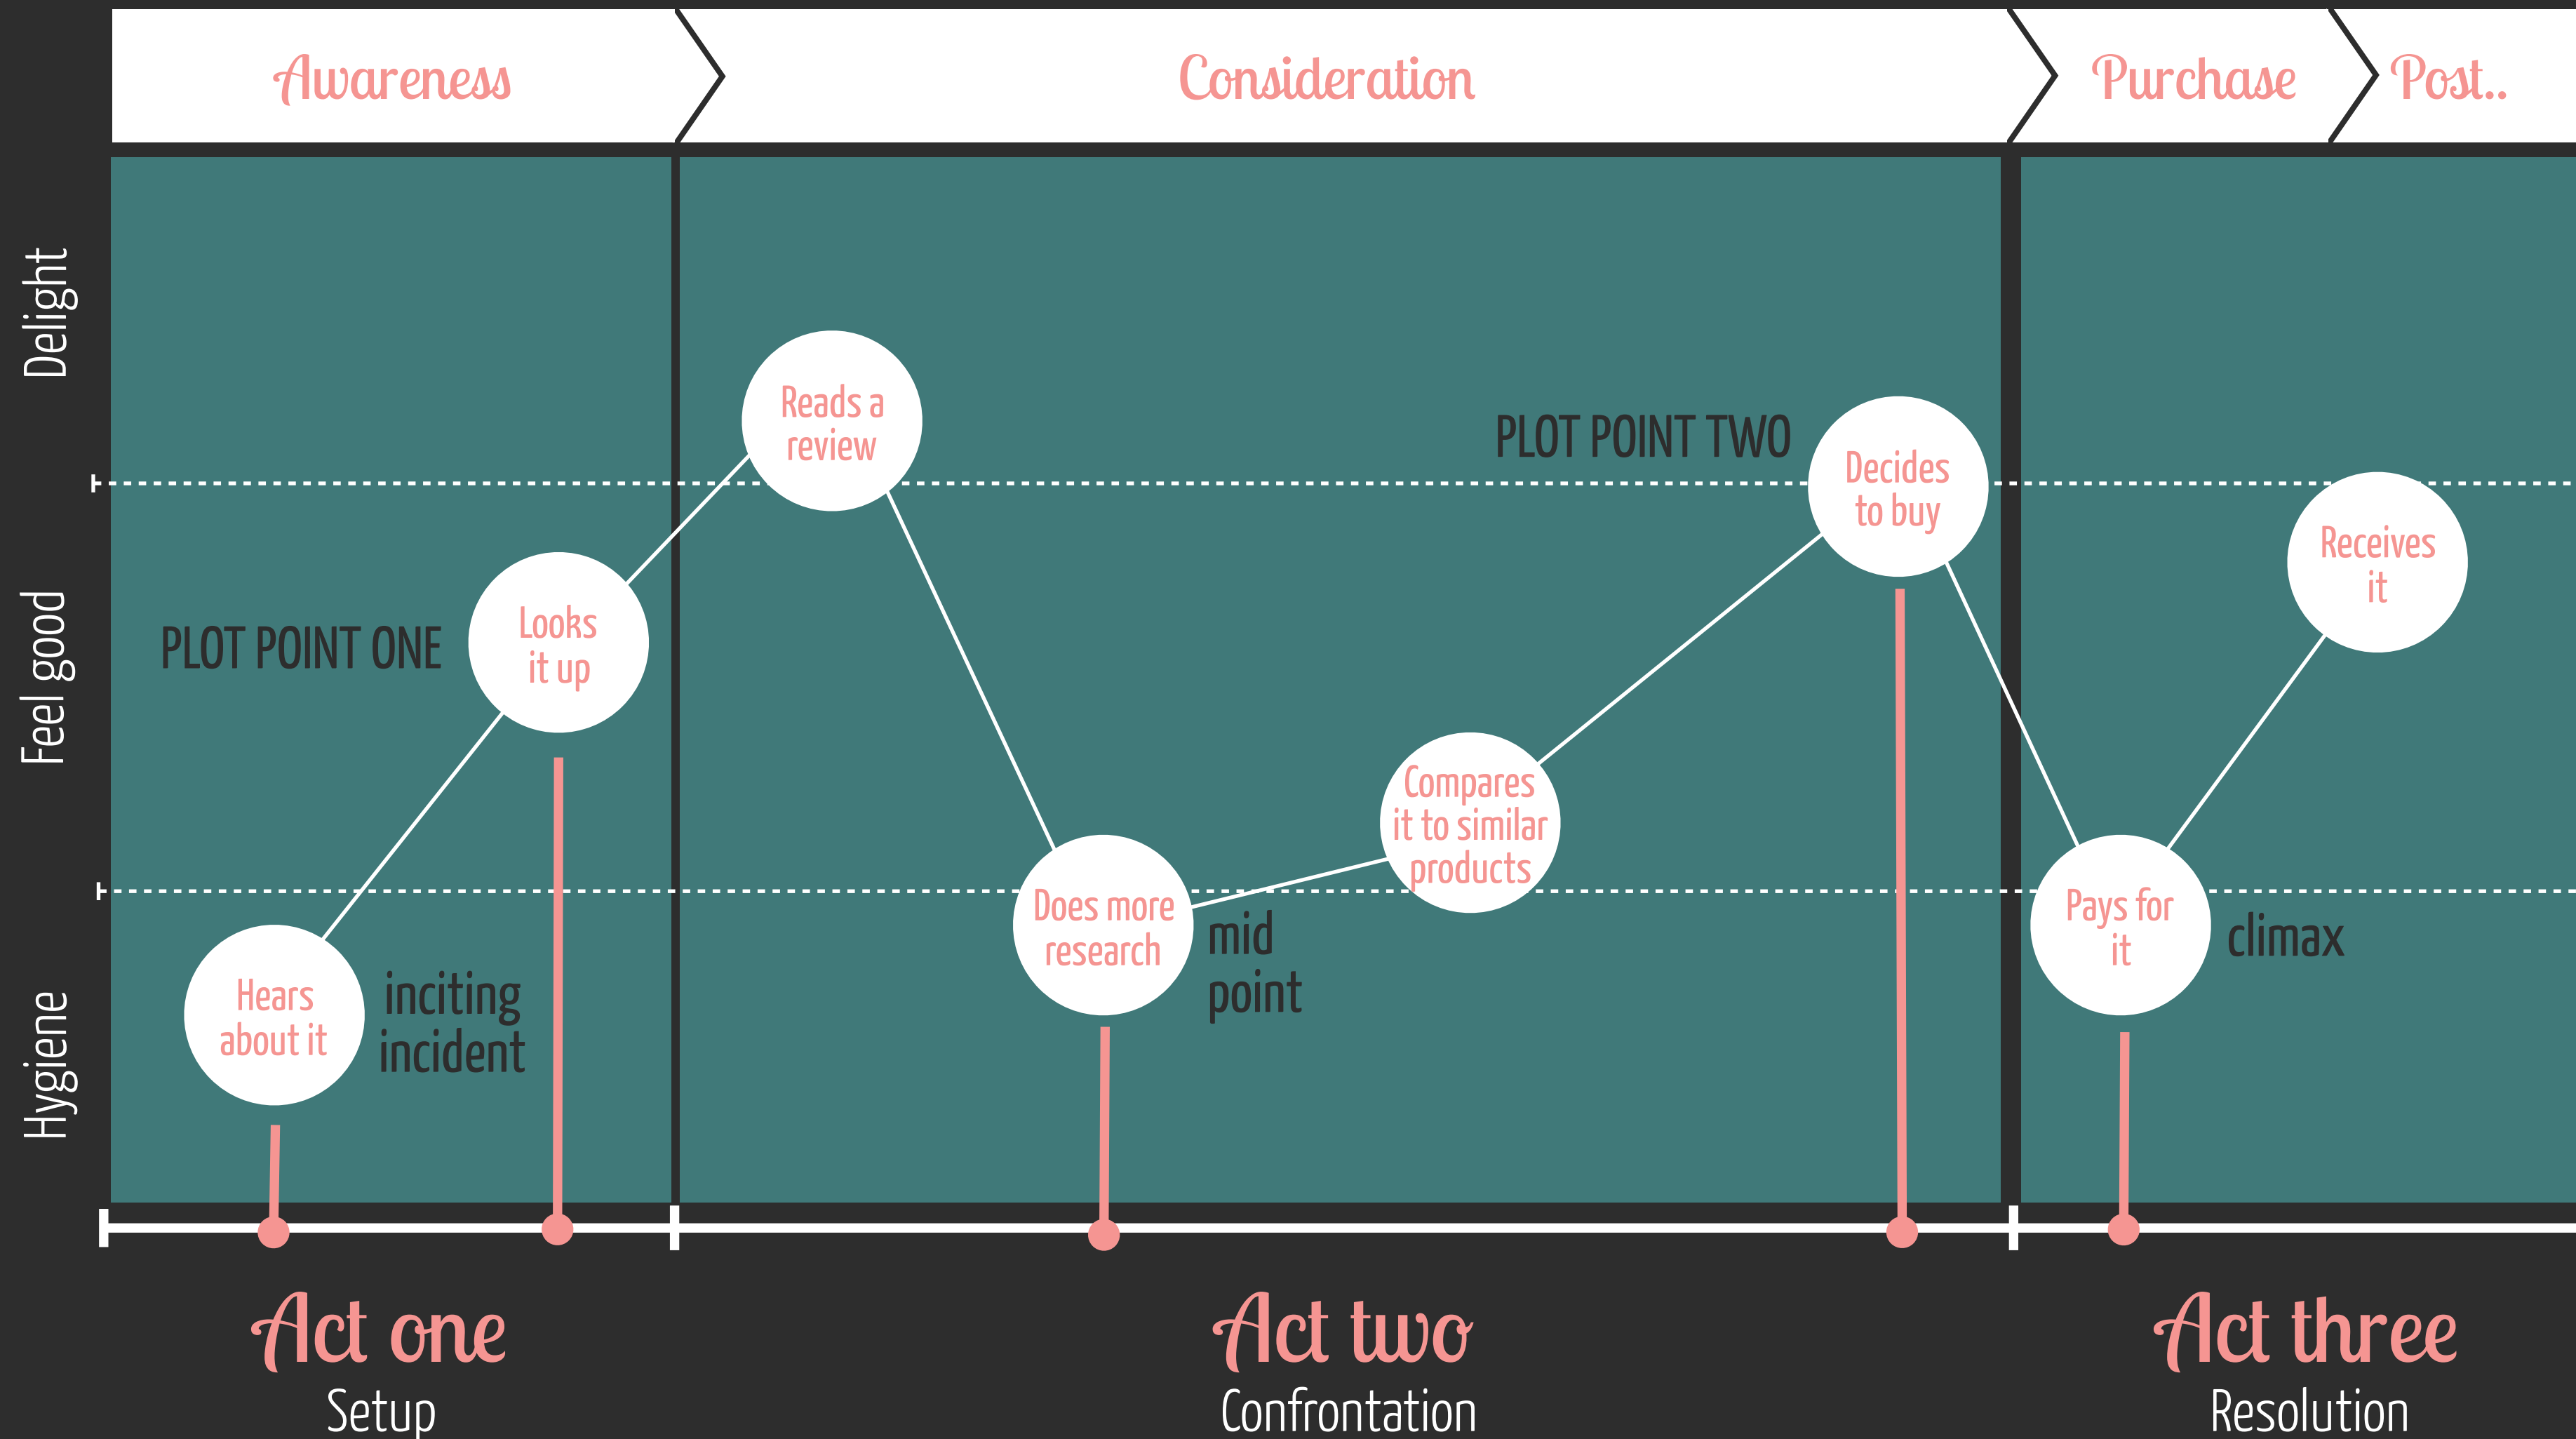 Awareness
Consideration
Purchase
Post..
Delight
Feel good
Hygiene
Reads a
review
PLOT POINT TWO
Decides
to buy
Receives
it
PLOT POINT ONE
Looks
it up
Compares
it to similar
products
Does more
research
mid
point
Pays for
it
climax
Hears
about it
inciting
incident
Act one
Setup
Act two
Confrontation
Act three
Resolution